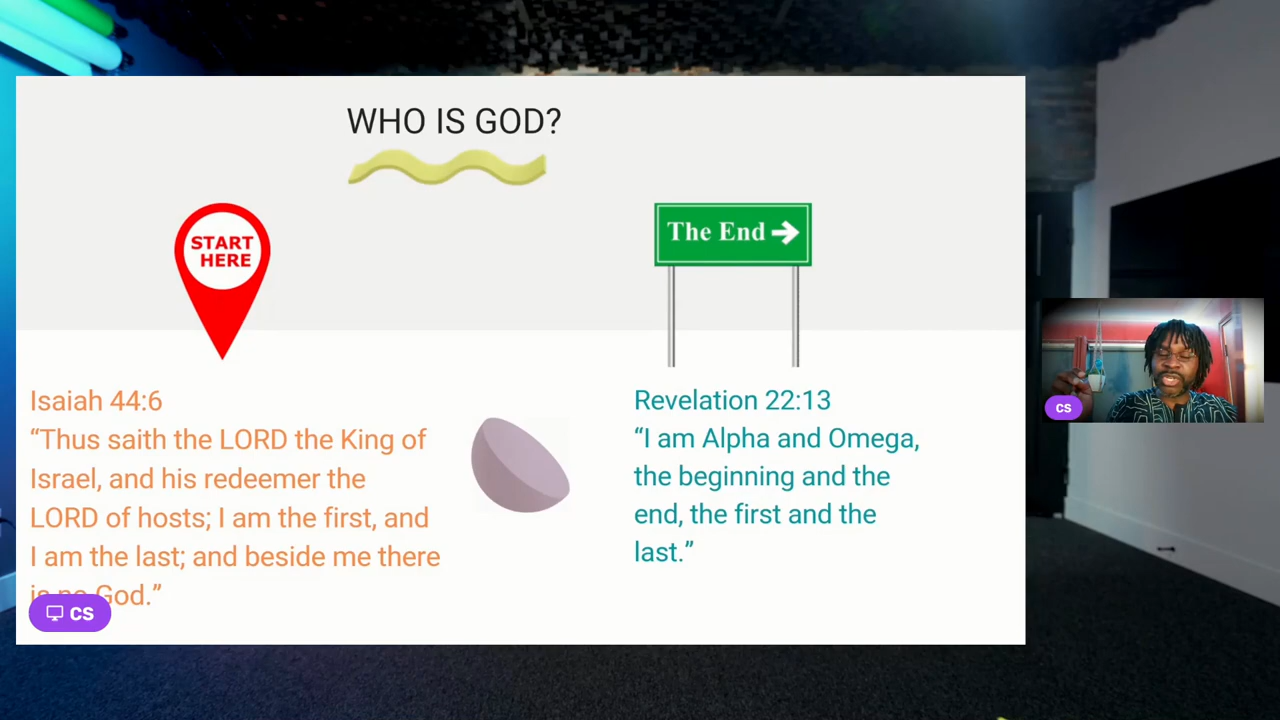 WHO IS GOD?
START
HERE
The End
Isaiah 44:6
“Thus saith the LORD the King of
Israel, and his redeemer the
LORD of hosts; I am the first, and
I am the last; and beside me there
is no God.”
Revelation 22:13
“I am Alpha and Omega,
the beginning and the
end, the first and the
last.”
CS
CS